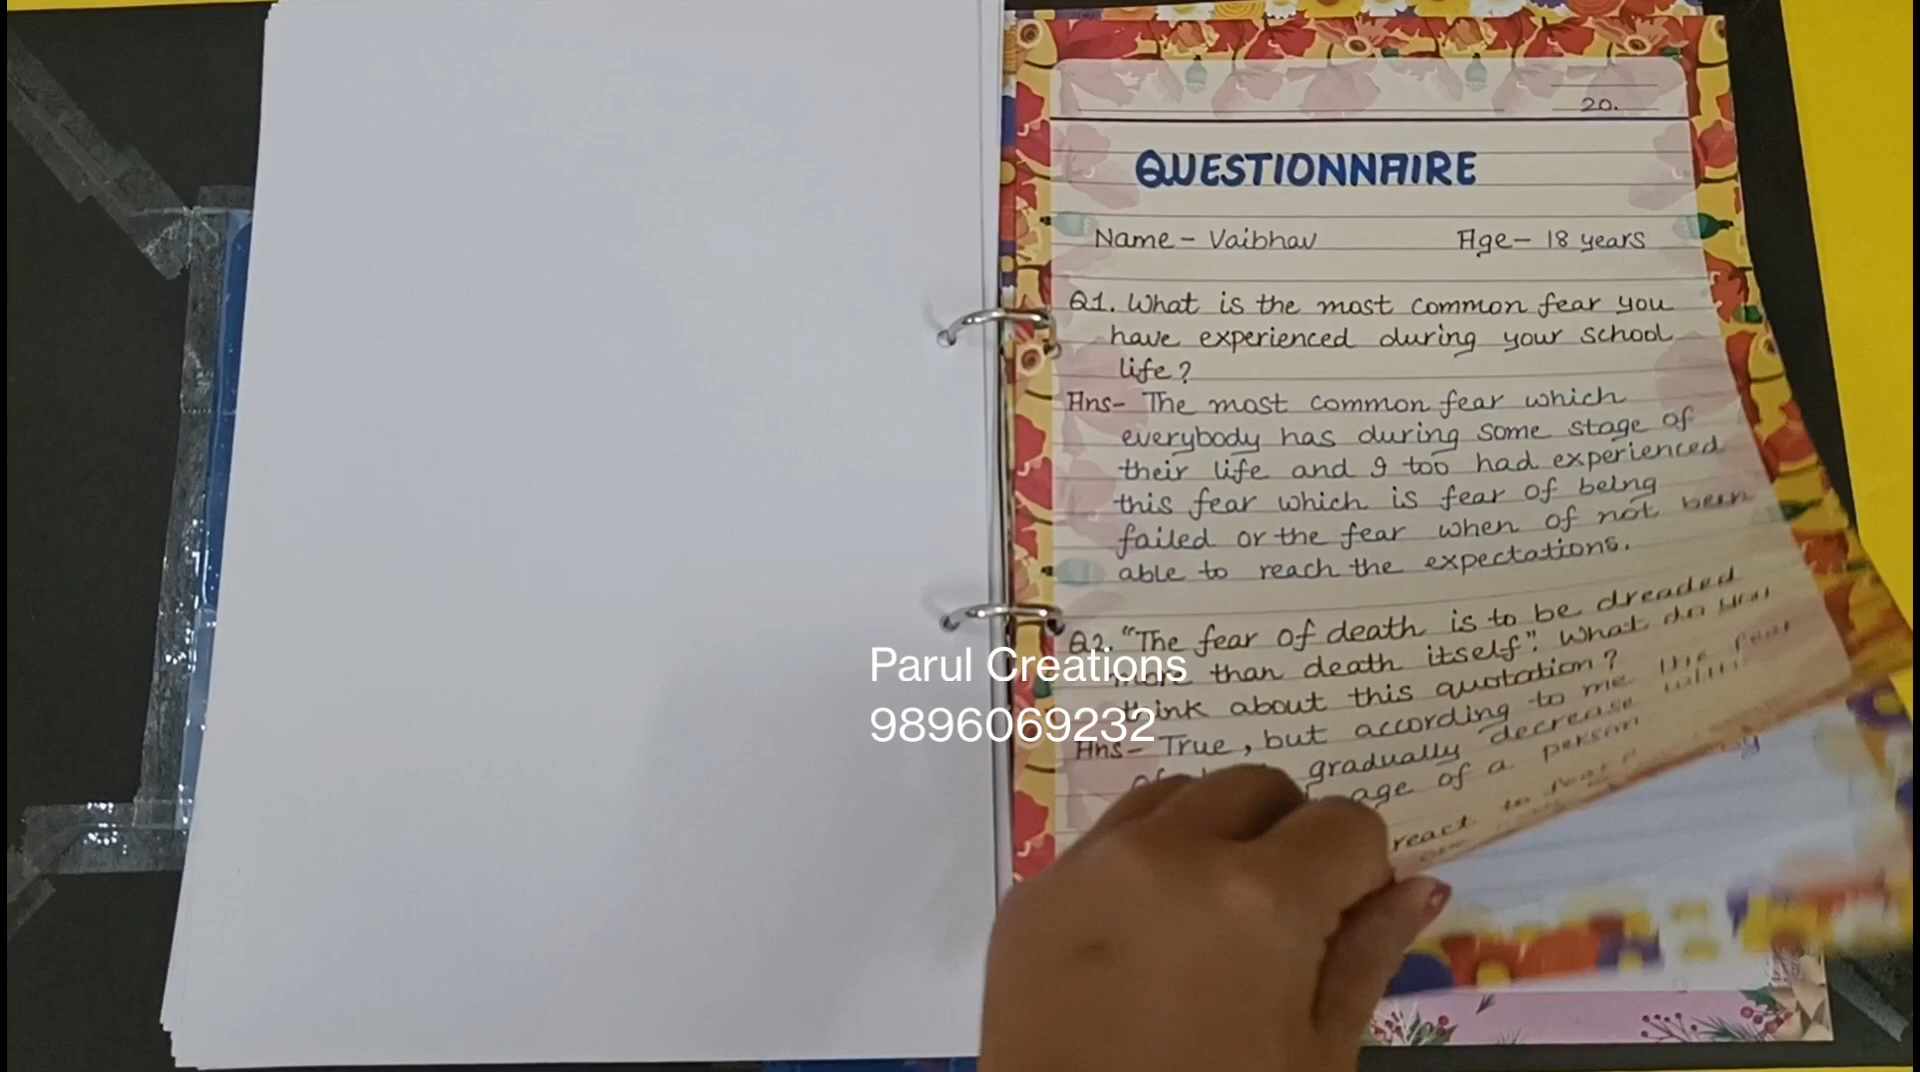 20.
QUESTIONNAIRE
Name - Vaibhav Age - 18 years
Q1. What is the most common fear you
have experienced during your school
life?
Ans- The most common fear which
everybody has during some stage of
their life and I too had experienced
this fear which is fear of being
failed or the fear when of not been
able to reach the expectations.
Q2. "The fear of death is to be dreaded
more than death itself". What do you
think about this quotation?
Ans- True, but according to me the fear
gradually decrease with
age of a person
react to fear
Parul Creations
9896069232